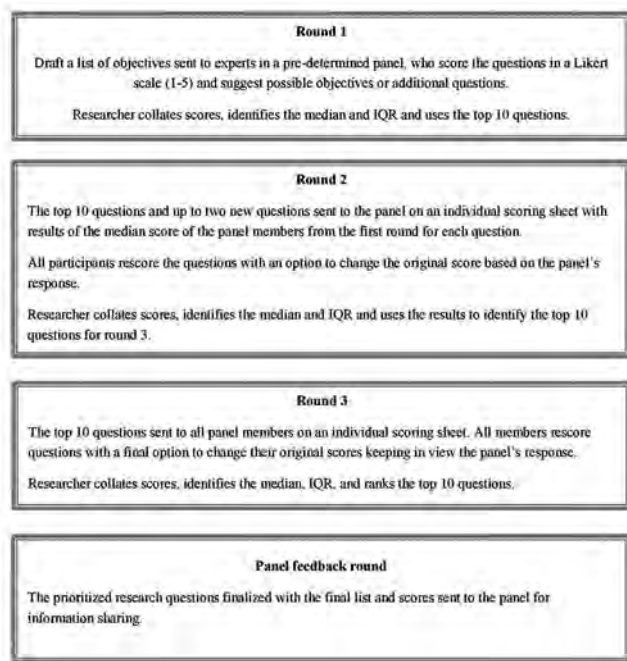 Round 1
Draft a list of objectives sent to experts in a pre-determined panel, who score the questions in a Likert
scale (1-5) and suggest possible objectives or additional questions.
Researcher collates scores, identifies the median and IQR and uses the top 10 questions.
Round 2
The top 10 questions and up to two new questions sent to the panel on an individual scoring sheet with
results of the median score of the panel members from the first round for each question.
All participants rescore the questions with an option to change the original score based on the panel's
response.
Researcher collates scores, identifies the median and IQR and uses the results to identify the top 10
questions for round 3.
Round 3
The top 10 questions sent to all panel members on an individual scoring sheet. All members rescore
questions with a final option to change their original scores keeping in view the panel's response.
Researcher collates scores, identifies the median, IQR, and ranks the top 10 questions.
Panel feedback round
The prioritized research questions finalized with the final list and scores sent to the panel for
information sharing.